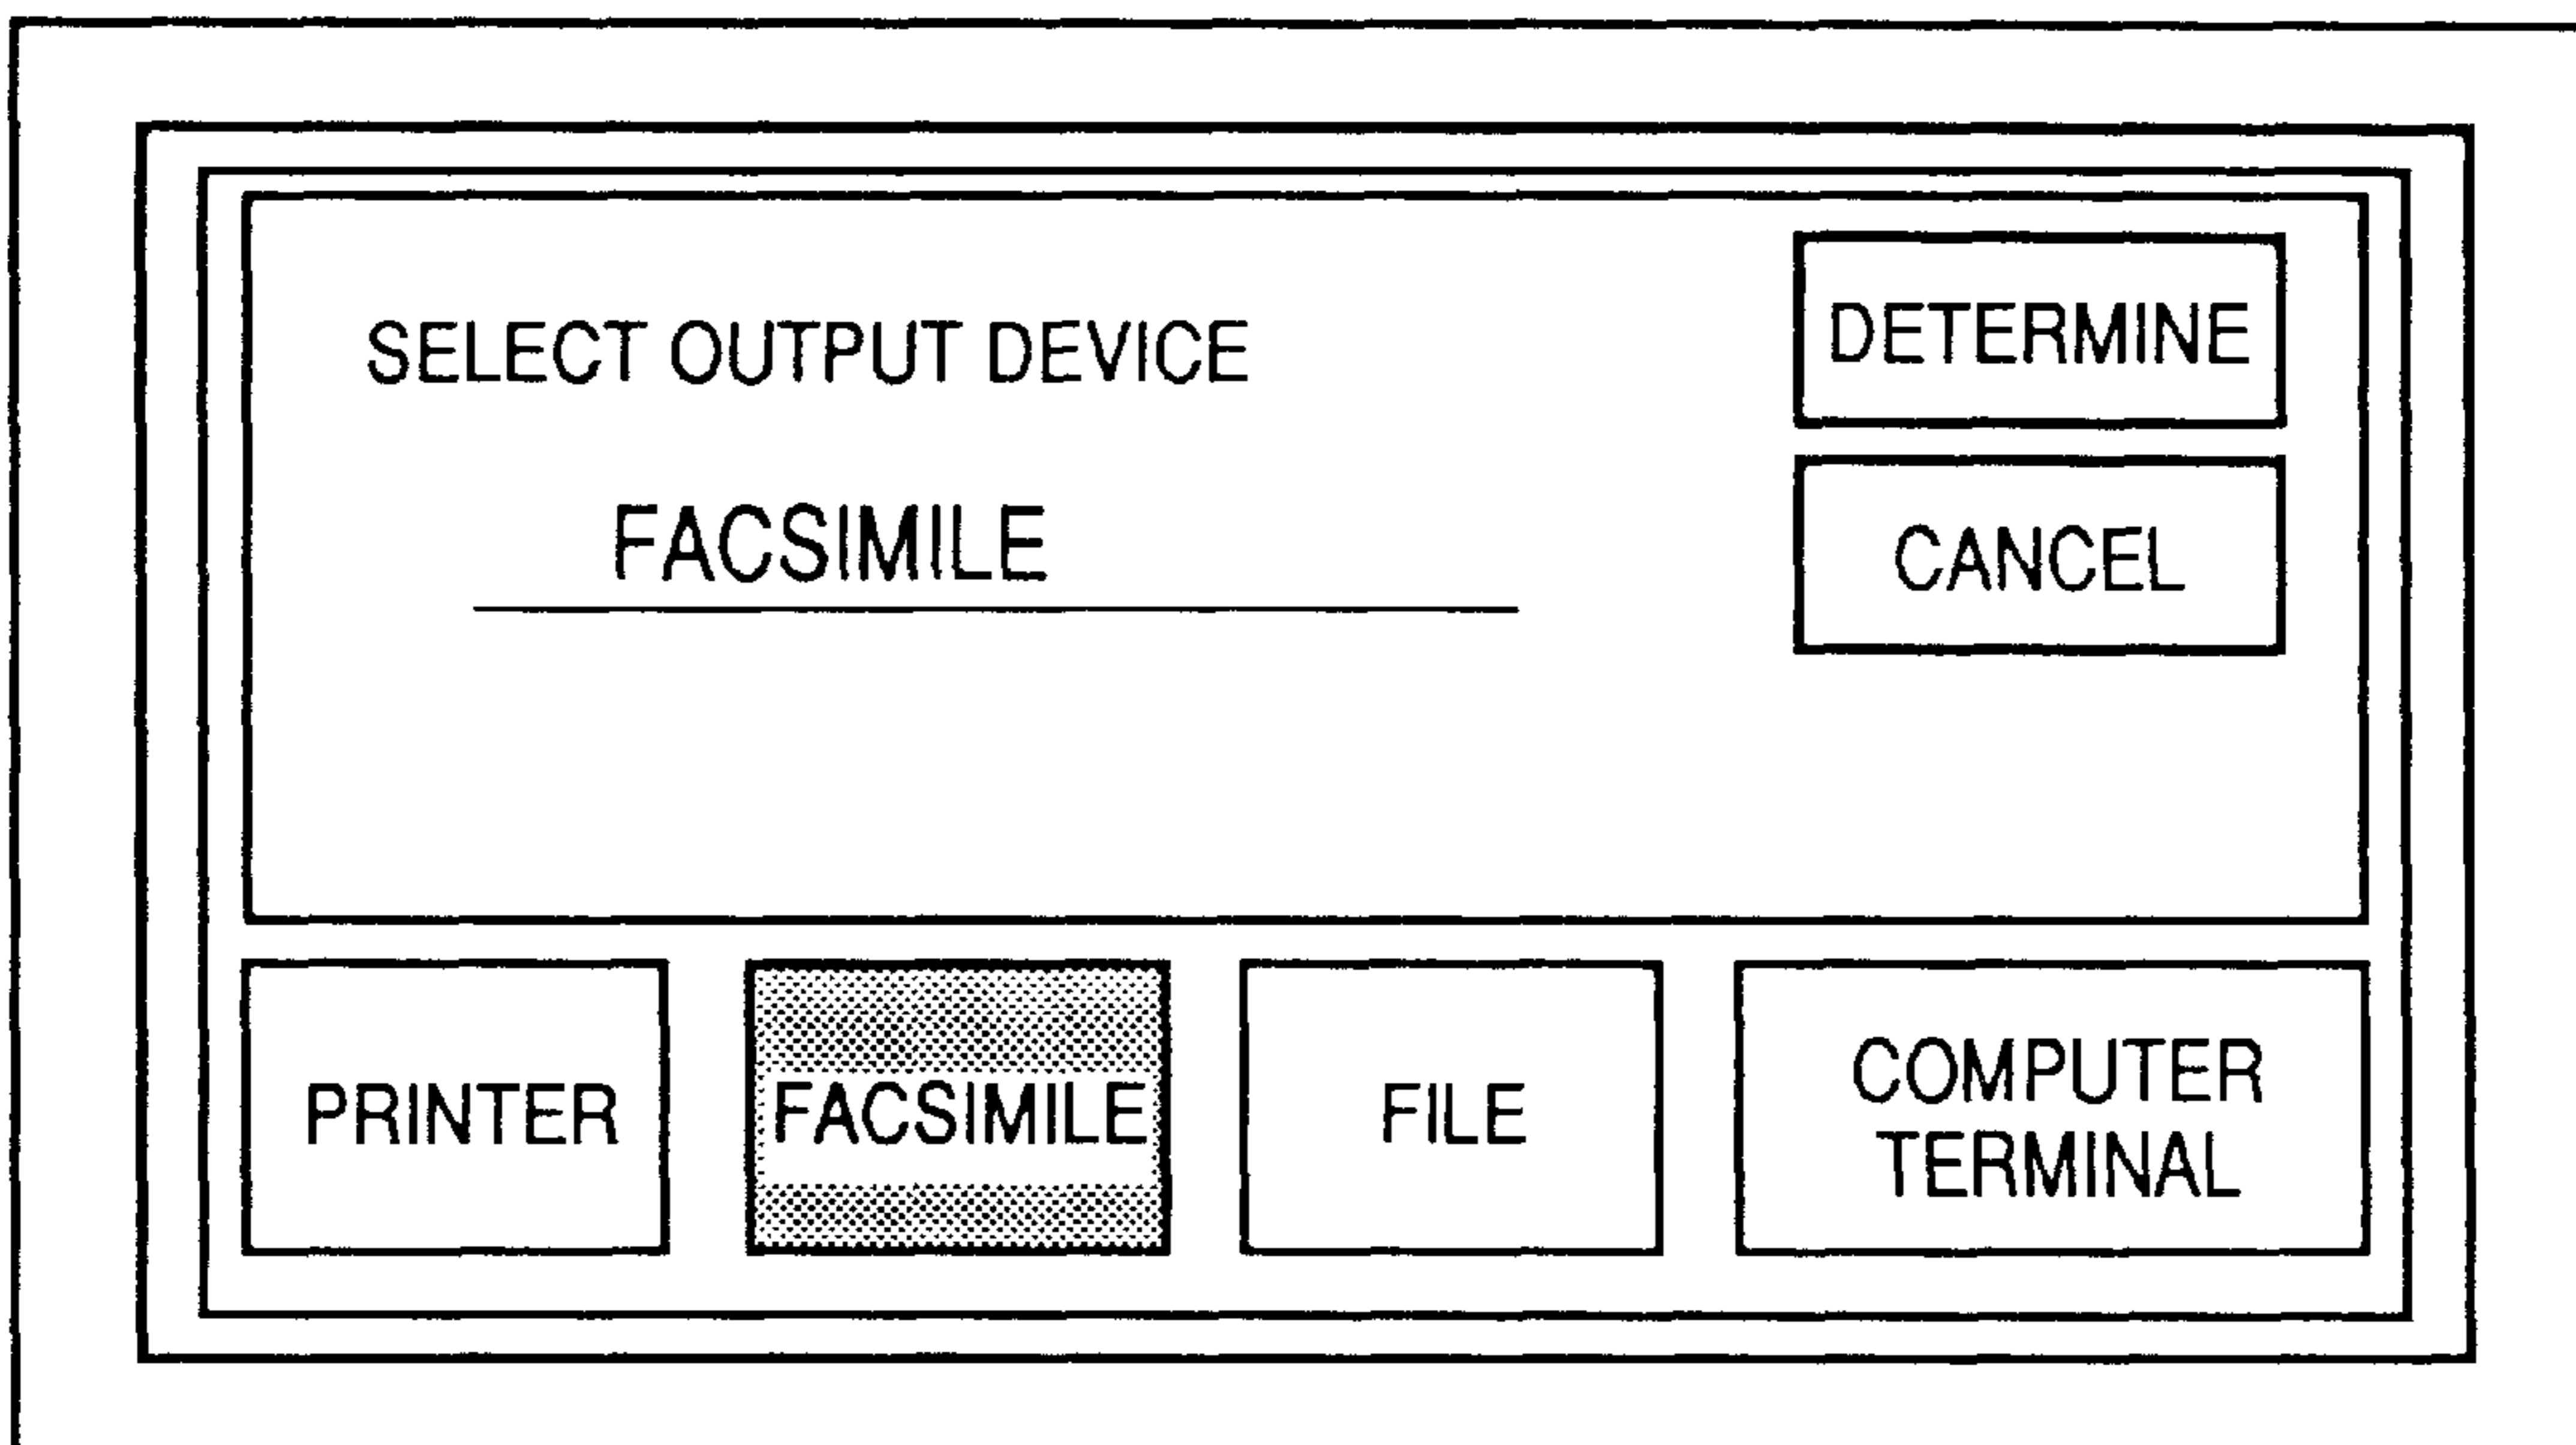 SELECT OUTPUT DEVICE
FACSIMILE
DETERMINE
CANCEL
PRINTER
FACSIMILE
FILE
COMPUTER
TERMINAL